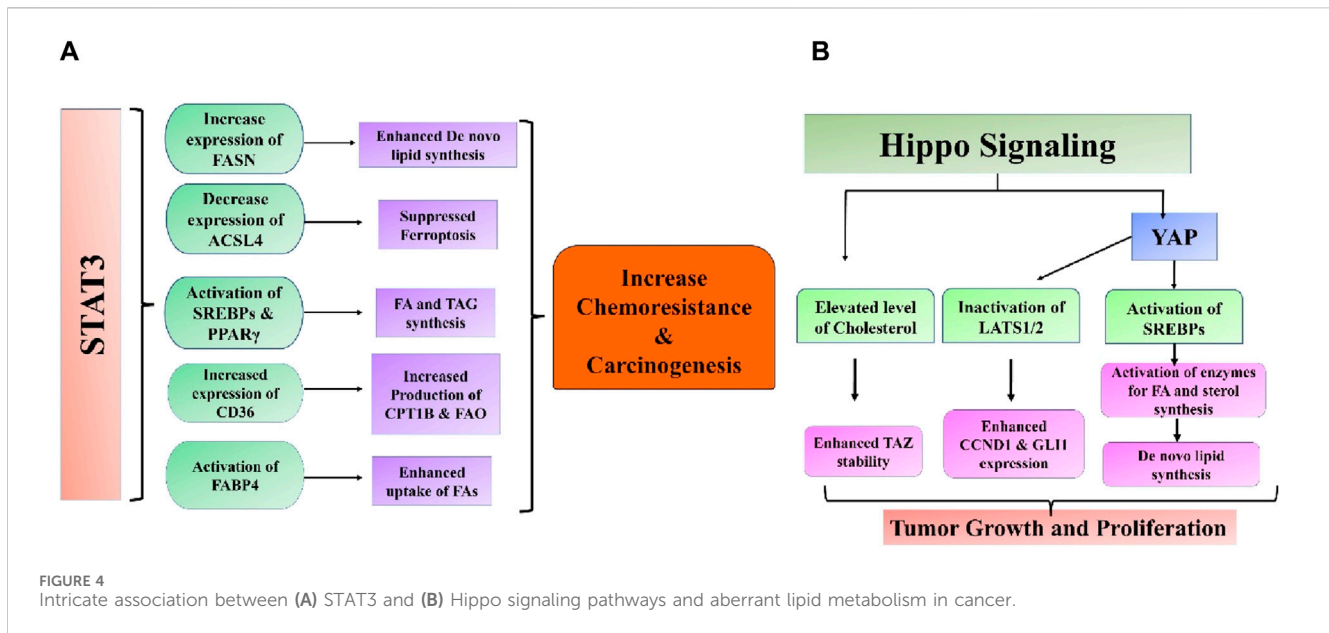 A
STAT3
Increase
expression of
FASN
Enhanced De novo
lipid synthesis
Decrease
expression of
ACSL4
Suppressed
Ferroptosis
Activation of
SREBPs &
PPARγ
FA and TAG
synthesis
Increased
expression of
CD36
Increased
Production of
CPT1B & FAO
Activation of
FABP4
Enhanced
uptake of FAs
Increase
Chemoresistance
&
Carcinogenesis
B
Hippo Signaling
YAP
Elevated level
of Cholesterol
Inactivation of
LATS1/2
Activation of
SREBPs
Enhanced TAZ
stability
Enhanced
CCND1 & GLI1
expression
Activation of enzymes
for FA and sterol
synthesis
De novo lipid
synthesis
Tumor Growth and Proliferation
FIGURE 4
Intricate association between (A) STAT3 and (B) Hippo signaling pathways and aberrant lipid metabolism in cancer.